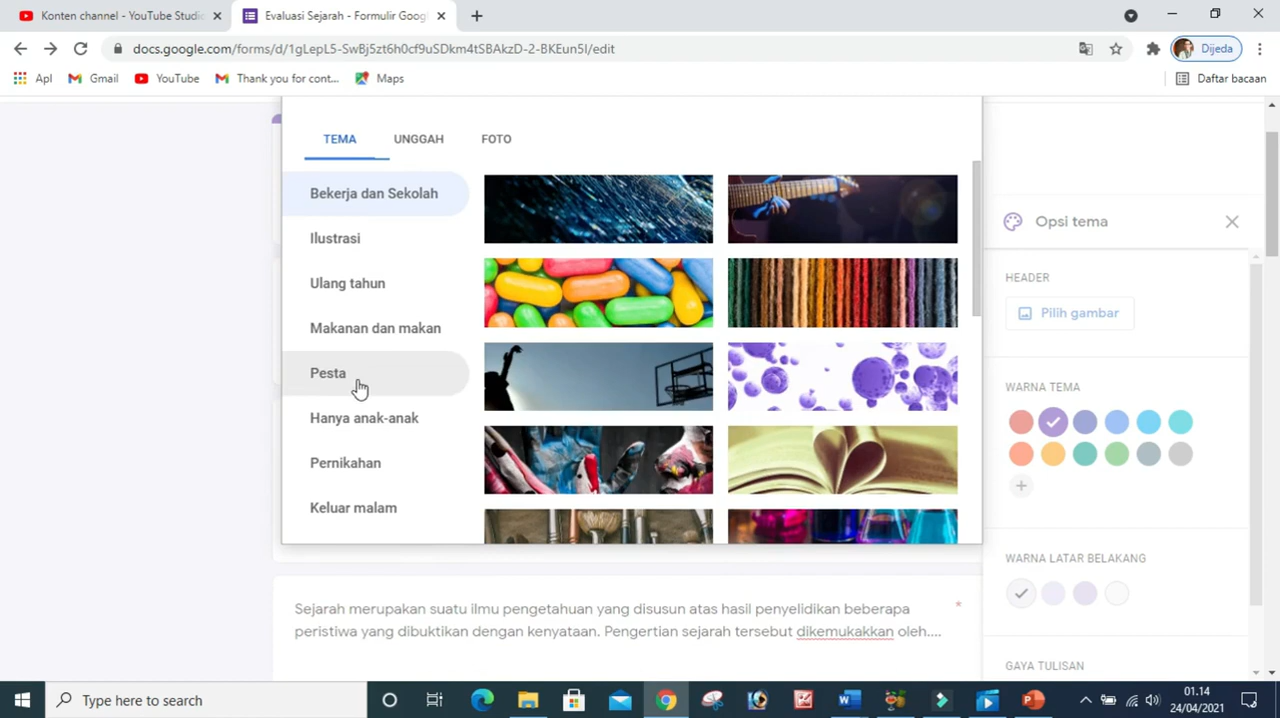 Konten channel - YouTube Studio
Evaluasi Sejarah - Formulir Goog
docs.google.com/forms/d/1gLepL5-SwBj5zt6h0cf9uSDkm4tSBAkzD-2-BKEun5I/edit
Dijeda
Apl
Gmail
YouTube
Thank you for cont...
Maps
Daftar bacaan
TEMA
UNGGAH
FOTO
Bekerja dan Sekolah
Ilustrasi
Ulang tahun
Makanan dan makan
Pesta
Hanya anak-anak
Pernikahan
Keluar malam
Opsi tema
HEADER
Pilih gambar
WARNA TEMA
WARNA LATAR BELAKANG
GAYA TULISAN
Sejarah merupakan suatu ilmu pengetahuan yang disusun atas hasil penyelidikan beberapa *
peristiwa yang dibuktikan dengan kenyataan. Pengertian sejarah tersebut dikemukakkan oleh....
Type here to search
01.14
24/04/2021